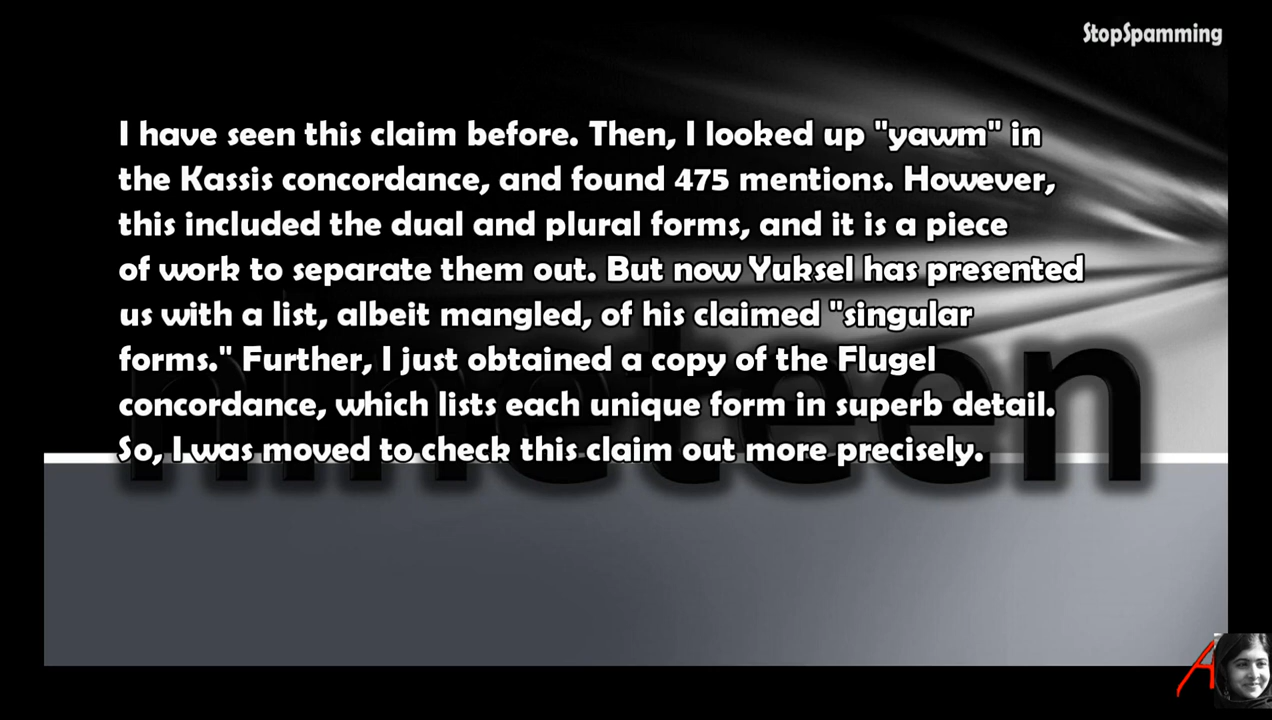 StopSpamming
I have seen this claim before. Then, I looked up "yawm" in
the Kassis concordance, and found 475 mentions. However,
this included the dual and plural forms, and it is a piece
of work to separate them out. But now Yuksel has presented
us with a list, albeit mangled, of his claimed "singular
forms." Further, I just obtained a copy of the Flugel
concordance, which lists each unique form in superb detail.
So, I was moved to check this claim out more precisely.
nineteen
A